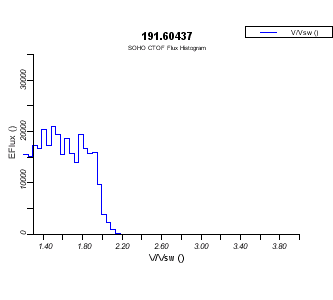 191.60437
SOHO CTOF Flux Histogram
V/Vsw ()
EFlux ()
30000
20000
10000
0
1.40 1.80 2.20 2.60 3.00 3.40 3.80
V/Vsw ()